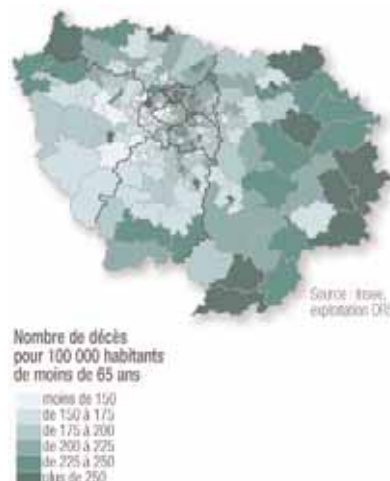 Source : Insee,
exploitation ORS
Nombre de décès
pour 100 000 habitants
de moins de 65 ans
moins de 150
de 150 à 175
de 175 à 200
de 200 à 225
de 225 à 250
plus de 250